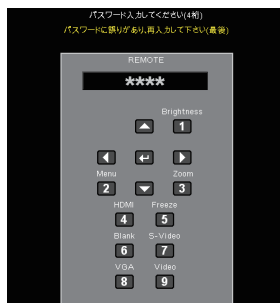 パスワード入力してください(4桁)
パスワードに誤りがあり,再入力して下さい(最後)
REMOTE
****
Brightness
1
Menu
Zoom
2
3
HDMI
Freeze
4
5
Blank
S-Video
6
7
VGA
Video
8
9